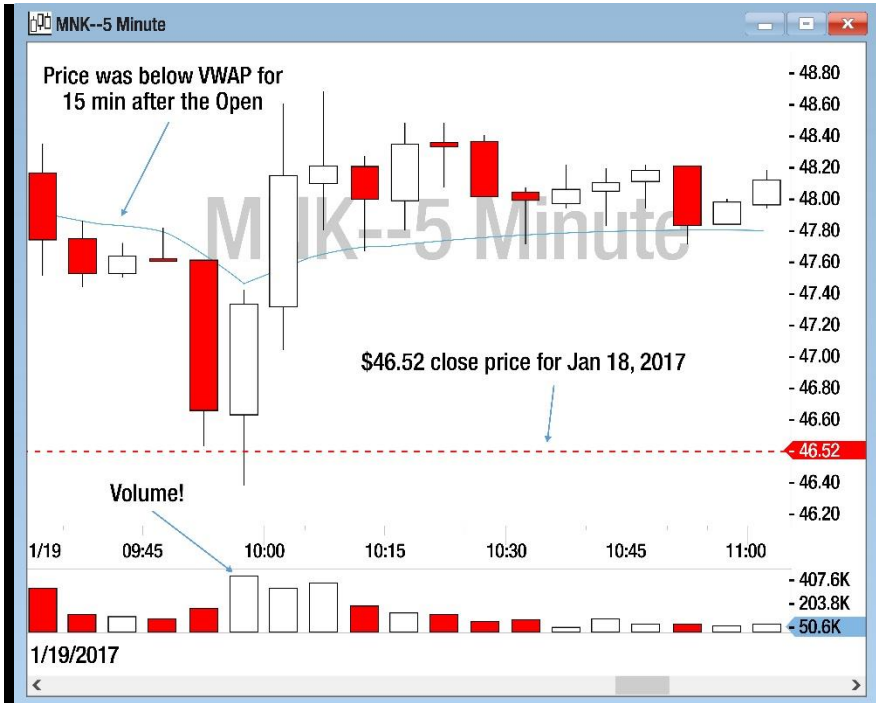 MNK--5 Minute
Price was below VWAP for
15 min after the Open
48.80
48.60
48.40
48.20
48.00
47.80
47.60
47.40
47.20
47.00
46.80
46.60
46.52
46.40
46.20
MNK--5 Minute
$46.52 close price for Jan 18, 2017
Volume!
1/19 09:45 10:00 10:15 10:30 10:45 11:00
407.6K
203.8K
50.6K
1/19/2017